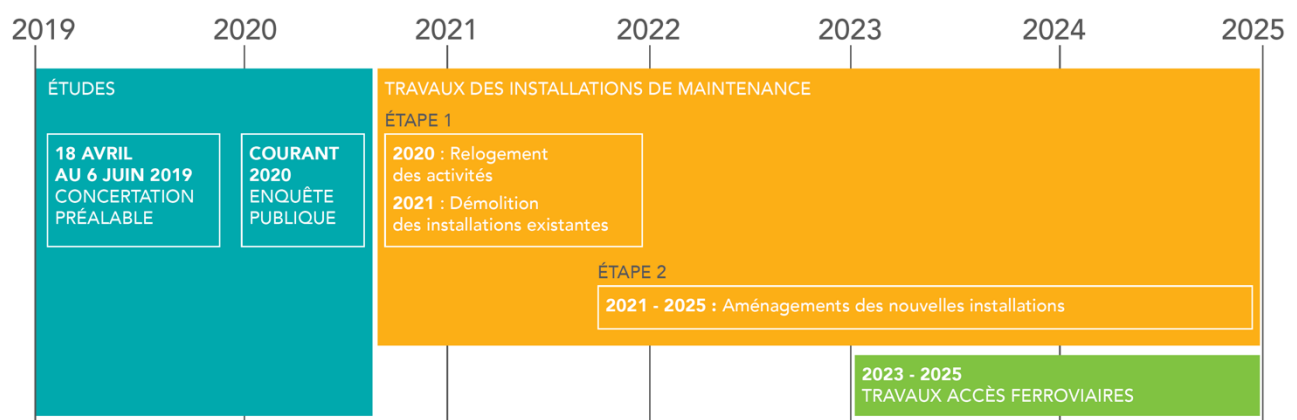 2019 2020 2021 2022 2023 2024 2025
ÉTUDES
18 AVRIL
AU 6 JUIN 2019
CONCERTATION
PRÉALABLE
COURANT
2020
ENQUÊTE
PUBLIQUE
TRAVAUX DES INSTALLATIONS DE MAINTENANCE
ÉTAPE 1
2020 : Relogement
des activités
2021 : Démolition
des installations existantes
ÉTAPE 2
2021 - 2025 : Aménagements des nouvelles installations
2023 - 2025
TRAVAUX ACCÈS FERROVIAIRES